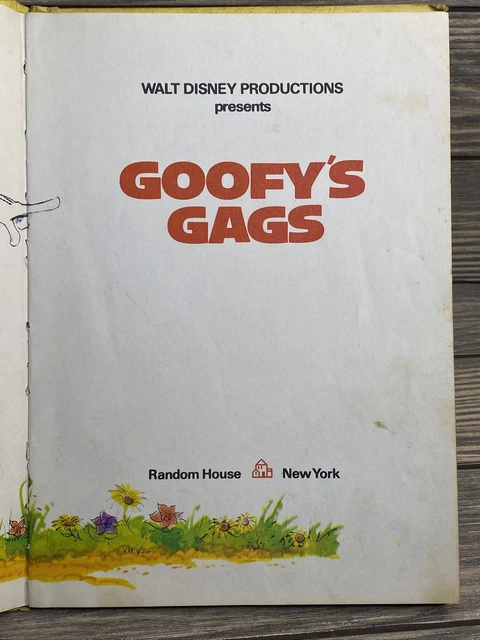 WALT DISNEY PRODUCTIONS
presents
GOOFY'S
GAGS
Random House New York